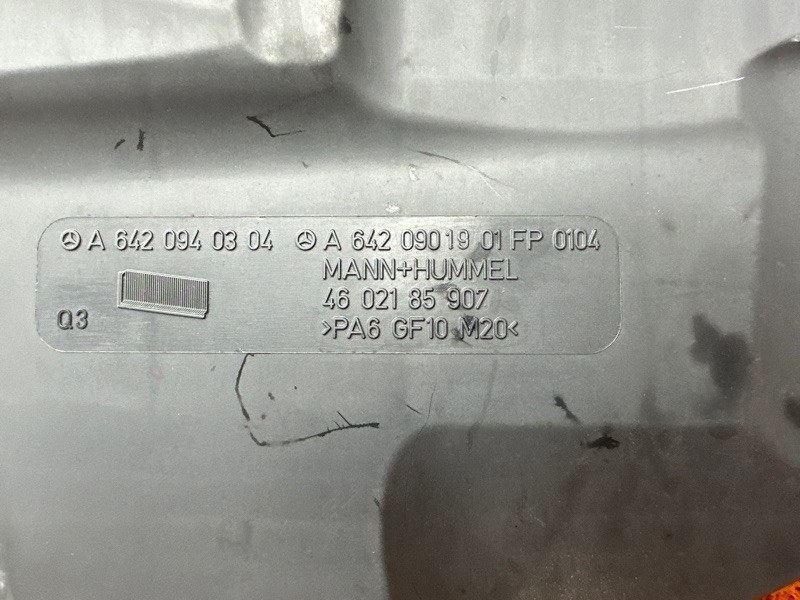 A 642 094 03 04 A 642 090 19 01 FP 0104
MANN+HUMMEL
46 021 85 907
Q3 >PA6 GF10 M20<